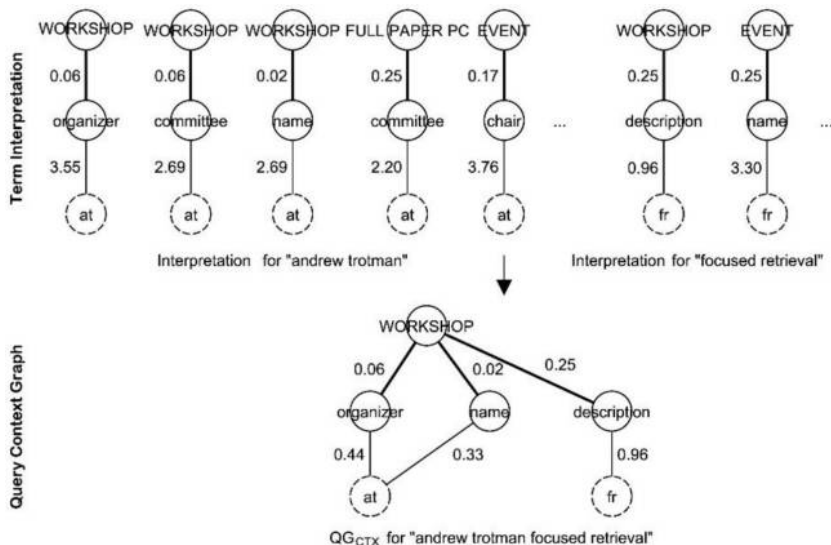 Term Interpretation
WORKSHOP WORKSHOP WORKSHOP FULL PAPER PC EVENT WORKSHOP EVENT
0.06 0.06 0.02 0.25 0.17 0.25 0.25
organizer committee name committee chair ... description name ...
3.55 2.69 2.69 2.20 3.76 0.96 3.30
at at at at at fr fr
Interpretation for "andrew trotman" Interpretation for "focused retrieval"
Query Context Graph
WORKSHOP
0.06 0.02 0.25
organizer name description
0.44 0.33 0.96
at fr
QGCTX for "andrew trotman focused retrieval"